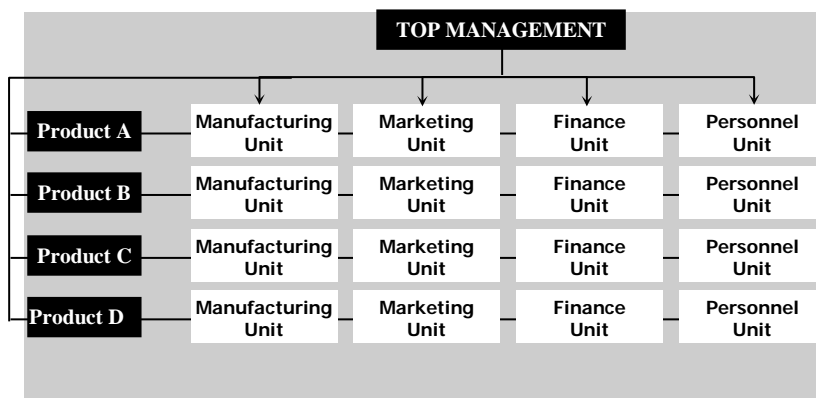 TOP MANAGEMENT
Product A
Manufacturing
Unit
Marketing
Unit
Finance
Unit
Personnel
Unit
Product B
Manufacturing
Unit
Marketing
Unit
Finance
Unit
Personnel
Unit
Product C
Manufacturing
Unit
Marketing
Unit
Finance
Unit
Personnel
Unit
Product D
Manufacturing
Unit
Marketing
Unit
Finance
Unit
Personnel
Unit